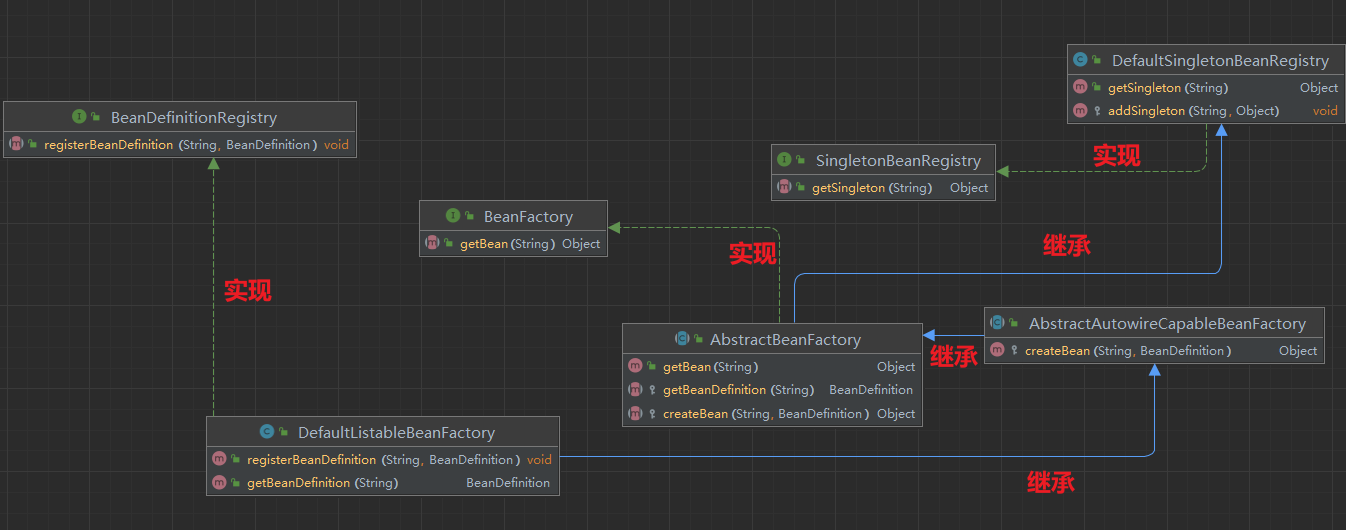 DefaultSingletonBeanRegistry
getSingleton (String) Object
addSingleton (String, Object) void
BeanDefinitionRegistry
registerBeanDefinition (String, BeanDefinition) void
实现
SingletonBeanRegistry
getSingleton (String) Object
BeanFactory
getBean (String) Object
实现
继承
实现
AbstractBeanFactory
getBean (String) Object
getBeanDefinition (String) BeanDefinition
createBean (String, BeanDefinition) Object
继承
AbstractAutowireCapableBeanFactory
createBean (String, BeanDefinition) Object
DefaultListableBeanFactory
registerBeanDefinition (String, BeanDefinition) void
getBeanDefinition (String) BeanDefinition
继承